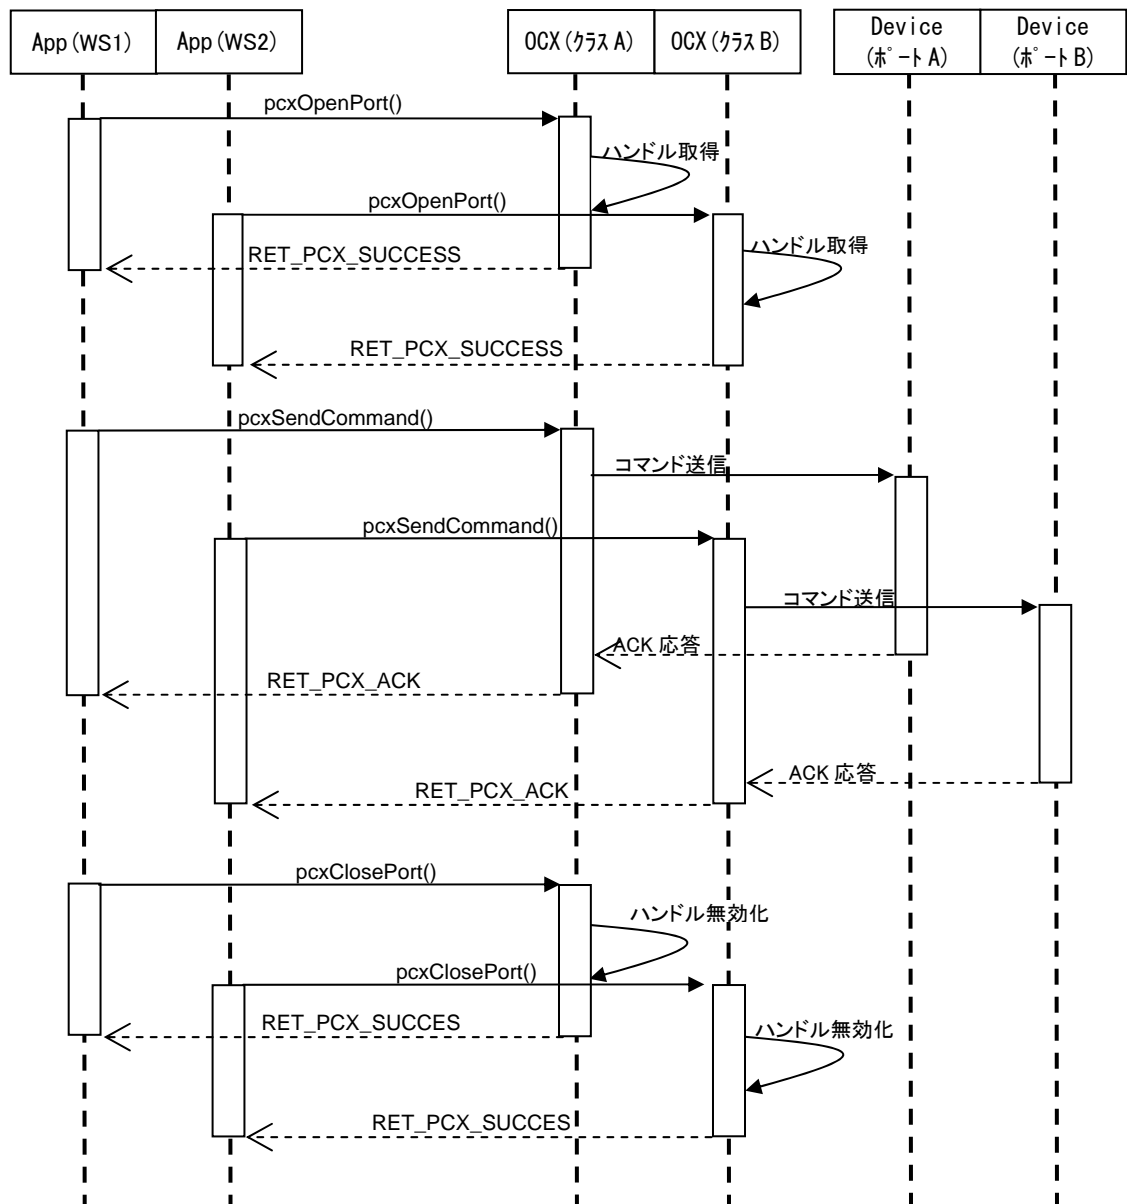 App(WS1)
App(WS2)
OCX(ｸﾗｽ A)
OCX(ｸﾗｽ B)
Device
(ﾎﾟｰﾄ A)
Device
(ﾎﾟｰﾄ B)
pcxOpenPort()
ハンドル取得
pcxOpenPort()
ハンドル取得
RET_PCX_SUCCESS
RET_PCX_SUCCESS
pcxSendCommand()
コマンド送信
pcxSendCommand()
コマンド送信
ACK 応答
RET_PCX_ACK
ACK 応答
RET_PCX_ACK
pcxClosePort()
ハンドル無効化
pcxClosePort()
RET_PCX_SUCCES
ハンドル無効化
RET_PCX_SUCCES